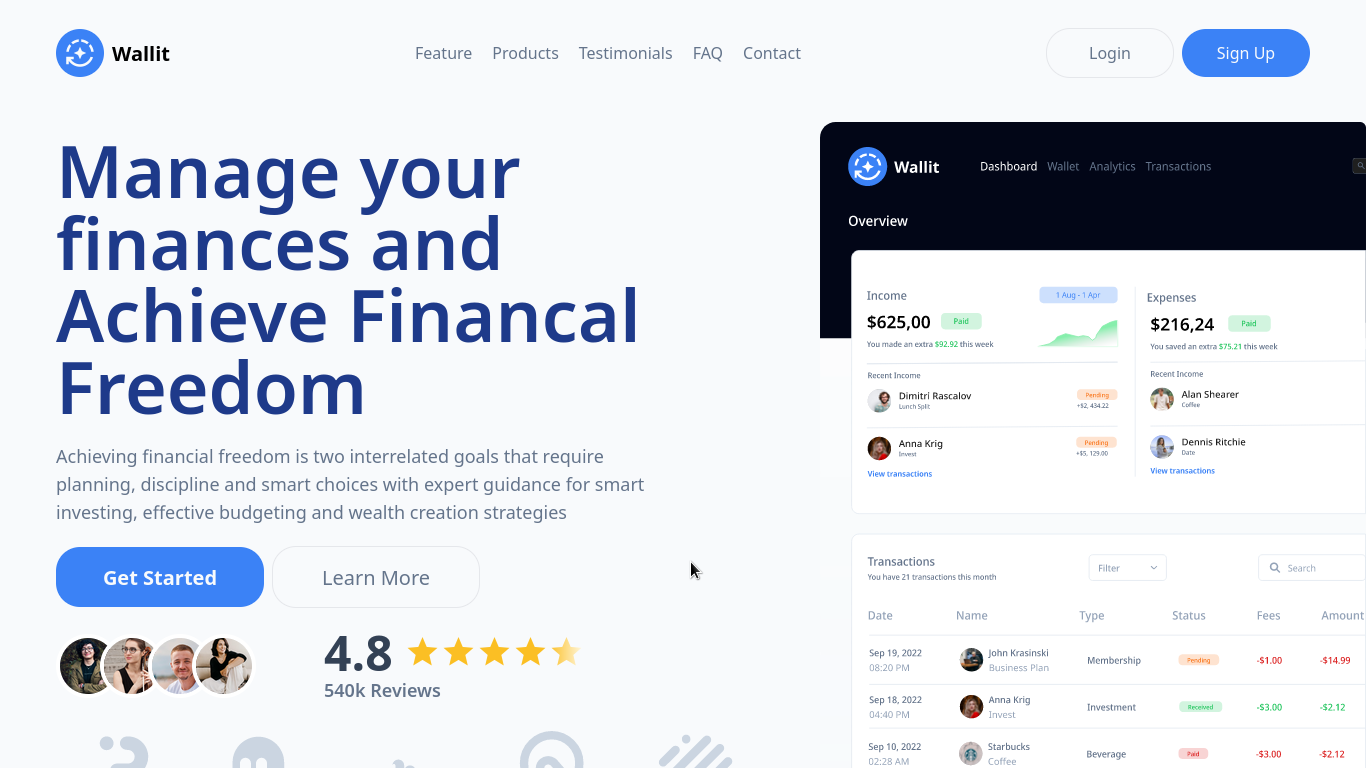 Wallit
Feature Products Testimonials FAQ Contact
Login
Sign Up
Manage your
finances and
Achieve Financal
Freedom
Achieving financial freedom is two interrelated goals that require
planning, discipline and smart choices with expert guidance for smart
investing, effective budgeting and wealth creation strategies
Get Started
Learn More
4.8
540k Reviews
Wallit
Dashboard Wallet Analytics Transactions
Overview
Income
1 Aug - 1 Apr
$625,00
Paid
You made an extra $92,92 this week
Recent Income
Dimitri Rascalov
Lunch Split
Pending
+$2, 434.22
Anna Krig
Invest
Pending
+$5, 129.00
View transactions
Expenses
$216,24
Paid
You saved an extra $75,21 this week
Recent Income
Alan Shearer
Coffee
Dennis Ritchie
Date
View transactions
Transactions
You have 21 transactions this month
Filter
Search
Date Name Type Status Fees Amount
Sep 19, 2022 John Krasinski Membership Pending -$1.00 -$14.99
08:20 PM Business Plan
Sep 18, 2022 Anna Krig Investment Received -$3.00 -$2.12
04:40 PM Invest
Sep 10, 2022 Starbucks Beverage Paid -$3.00 -$2.12
02:28 AM Coffee